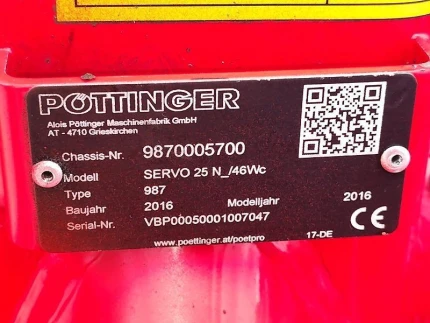 PÖTTINGER
Alois Pöttinger Maschinenfabrik GmbH
AT - 4710 Grieskirchen
Chassis-Nr. 9870005700
Modell SERVO 25 N_/46Wc
Type 987
Baujahr 2016 Modelljahr 2016
Serial-Nr. VBP00050001007047
CE
www.poettinger.at/poetpro 17-DE